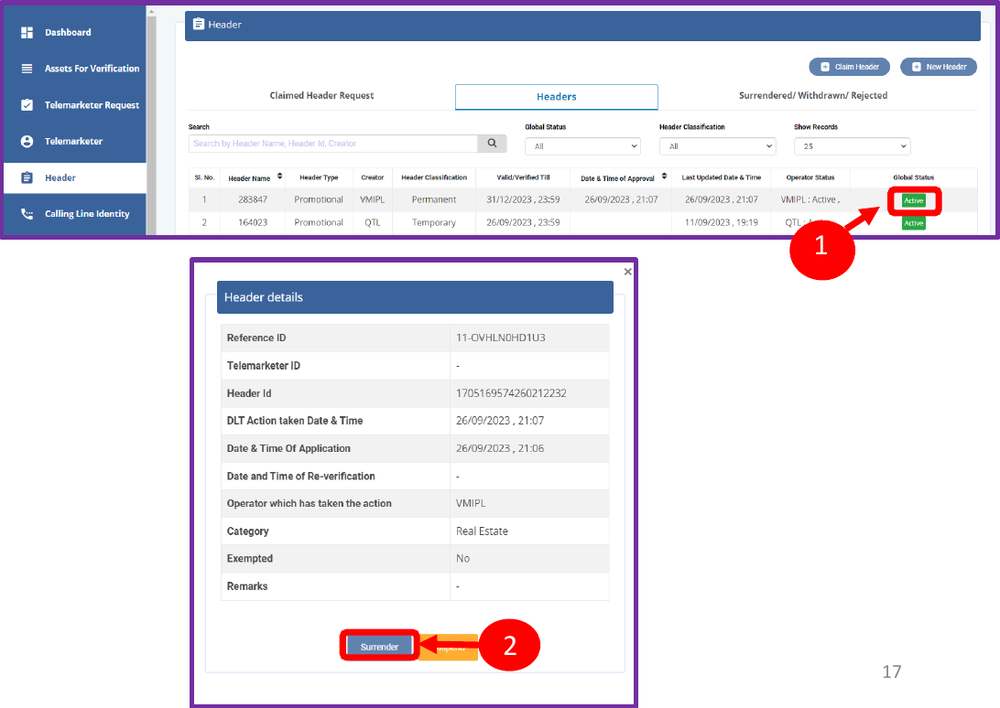 Dashboard
Assets For Verification
Telemarketer Request
Telemarketer
Header
Calling Line Identity
Header
Claim Header
New Header
Claimed Header Request
Headers
Surrendered/ Withdrawn/ Rejected
Search
Global Status
Header Classification
Show Records
Search by Header Name, Header Id, Creator
All
All
25
Sl. No. Header Name Header Type Creator Header Classification Valid/Verified Till Date & Time of Approval Last Updated Date & Time Operator Status Global Status
1 283847 Promotional VMIPL Permanent 31/12/2023 , 23:59 26/09/2023 , 21:07 26/09/2023 , 21:07 VMIPL : Active , Active
2 164023 Promotional QTL Temporary 26/09/2023 , 23:59 11/09/2023 , 19:19 QTL : Active
1
×
Header details
Reference ID 11-OVHLN0HD1U3
Telemarketer ID -
Header Id 1705169574260212232
DLT Action taken Date & Time 26/09/2023 , 21:07
Date & Time Of Application 26/09/2023 , 21:06
Date and Time of Re-verification -
Operator which has taken the action VMIPL
Category Real Estate
Exempted No
Remarks -
Surrender
2
17